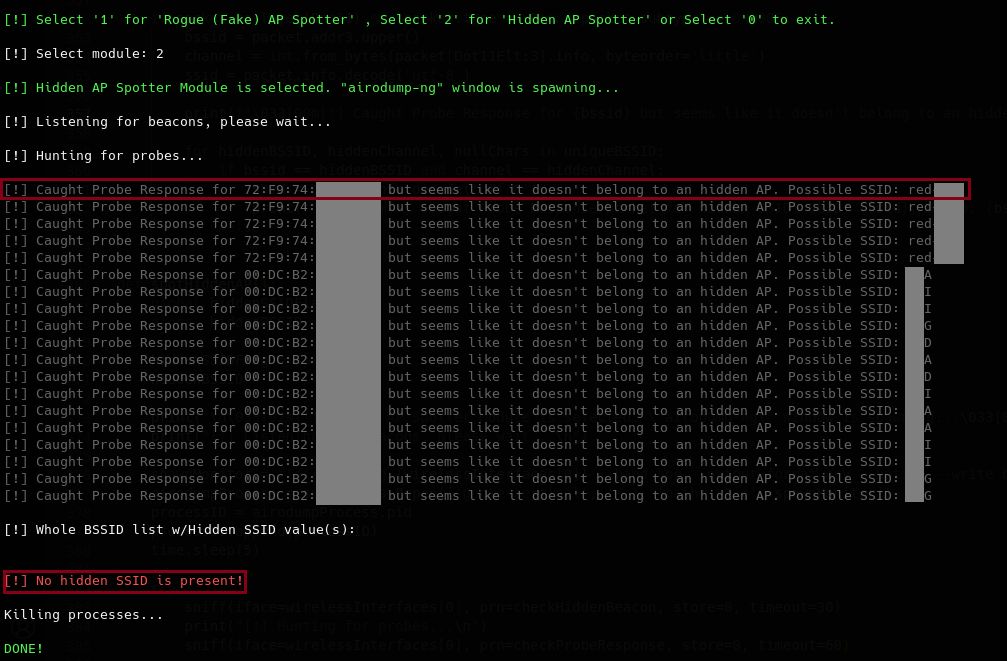 [!] Select '1' for 'Rogue (Fake) AP Spotter' , Select '2' for 'Hidden AP Spotter' or Select '0' to exit.
[!] Select module: 2
[!] Hidden AP Spotter Module is selected. "airodump-ng" window is spawning...
[!] Listening for beacons, please wait...
[!] Hunting for probes...
[!] Caught Probe Response for 72:F9:74: but seems like it doesn't belong to an hidden AP. Possible SSID: red
[!] Caught Probe Response for 72:F9:74: but seems like it doesn't belong to an hidden AP. Possible SSID: red
[!] Caught Probe Response for 72:F9:74: but seems like it doesn't belong to an hidden AP. Possible SSID: red
[!] Caught Probe Response for 72:F9:74: but seems like it doesn't belong to an hidden AP. Possible SSID: red
[!] Caught Probe Response for 72:F9:74: but seems like it doesn't belong to an hidden AP. Possible SSID: red
[!] Caught Probe Response for 00:DC:B2: but seems like it doesn't belong to an hidden AP. Possible SSID: A
[!] Caught Probe Response for 00:DC:B2: but seems like it doesn't belong to an hidden AP. Possible SSID: I
[!] Caught Probe Response for 00:DC:B2: but seems like it doesn't belong to an hidden AP. Possible SSID: G
[!] Caught Probe Response for 00:DC:B2: but seems like it doesn't belong to an hidden AP. Possible SSID: D
[!] Caught Probe Response for 00:DC:B2: but seems like it doesn't belong to an hidden AP. Possible SSID: A
[!] Caught Probe Response for 00:DC:B2: but seems like it doesn't belong to an hidden AP. Possible SSID: D
[!] Caught Probe Response for 00:DC:B2: but seems like it doesn't belong to an hidden AP. Possible SSID: I
[!] Caught Probe Response for 00:DC:B2: but seems like it doesn't belong to an hidden AP. Possible SSID: A
[!] Caught Probe Response for 00:DC:B2: but seems like it doesn't belong to an hidden AP. Possible SSID: A
[!] Caught Probe Response for 00:DC:B2: but seems like it doesn't belong to an hidden AP. Possible SSID: I
[!] Caught Probe Response for 00:DC:B2: but seems like it doesn't belong to an hidden AP. Possible SSID: I
[!] Caught Probe Response for 00:DC:B2: but seems like it doesn't belong to an hidden AP. Possible SSID: G
[!] Caught Probe Response for 00:DC:B2: but seems like it doesn't belong to an hidden AP. Possible SSID: G
[!] Whole BSSID list w/Hidden SSID value(s):
[!] No hidden SSID is present!
Killing processes...
DONE!